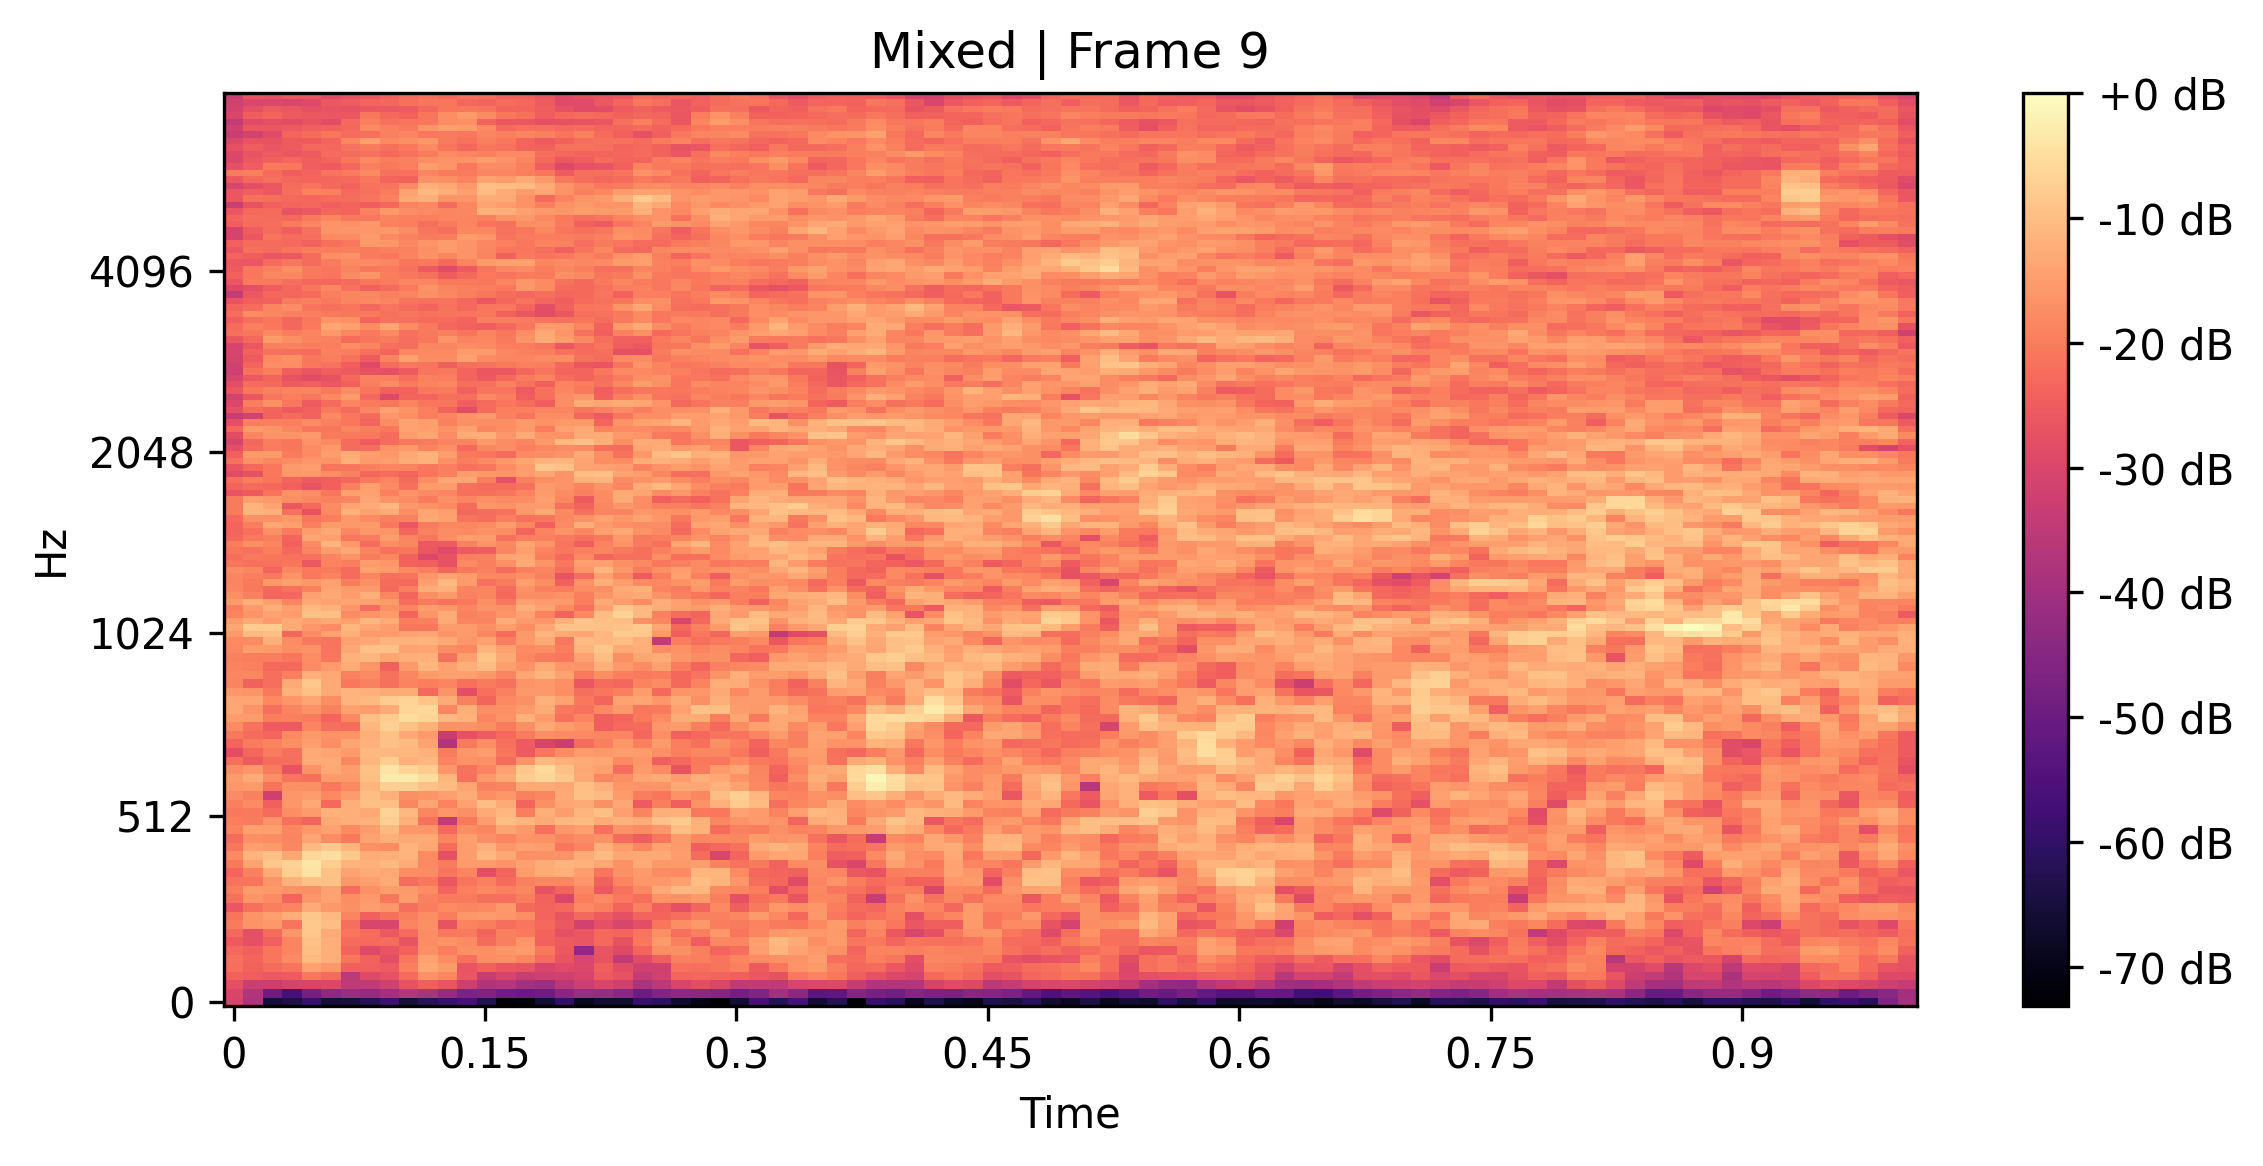 Mixed | Frame 9
+0 dB
-10 dB
-20 dB
-30 dB
-40 dB
-50 dB
-60 dB
-70 dB
Hz
4096
2048
1024
512
0
0 0.15 0.3 0.45 0.6 0.75 0.9
Time